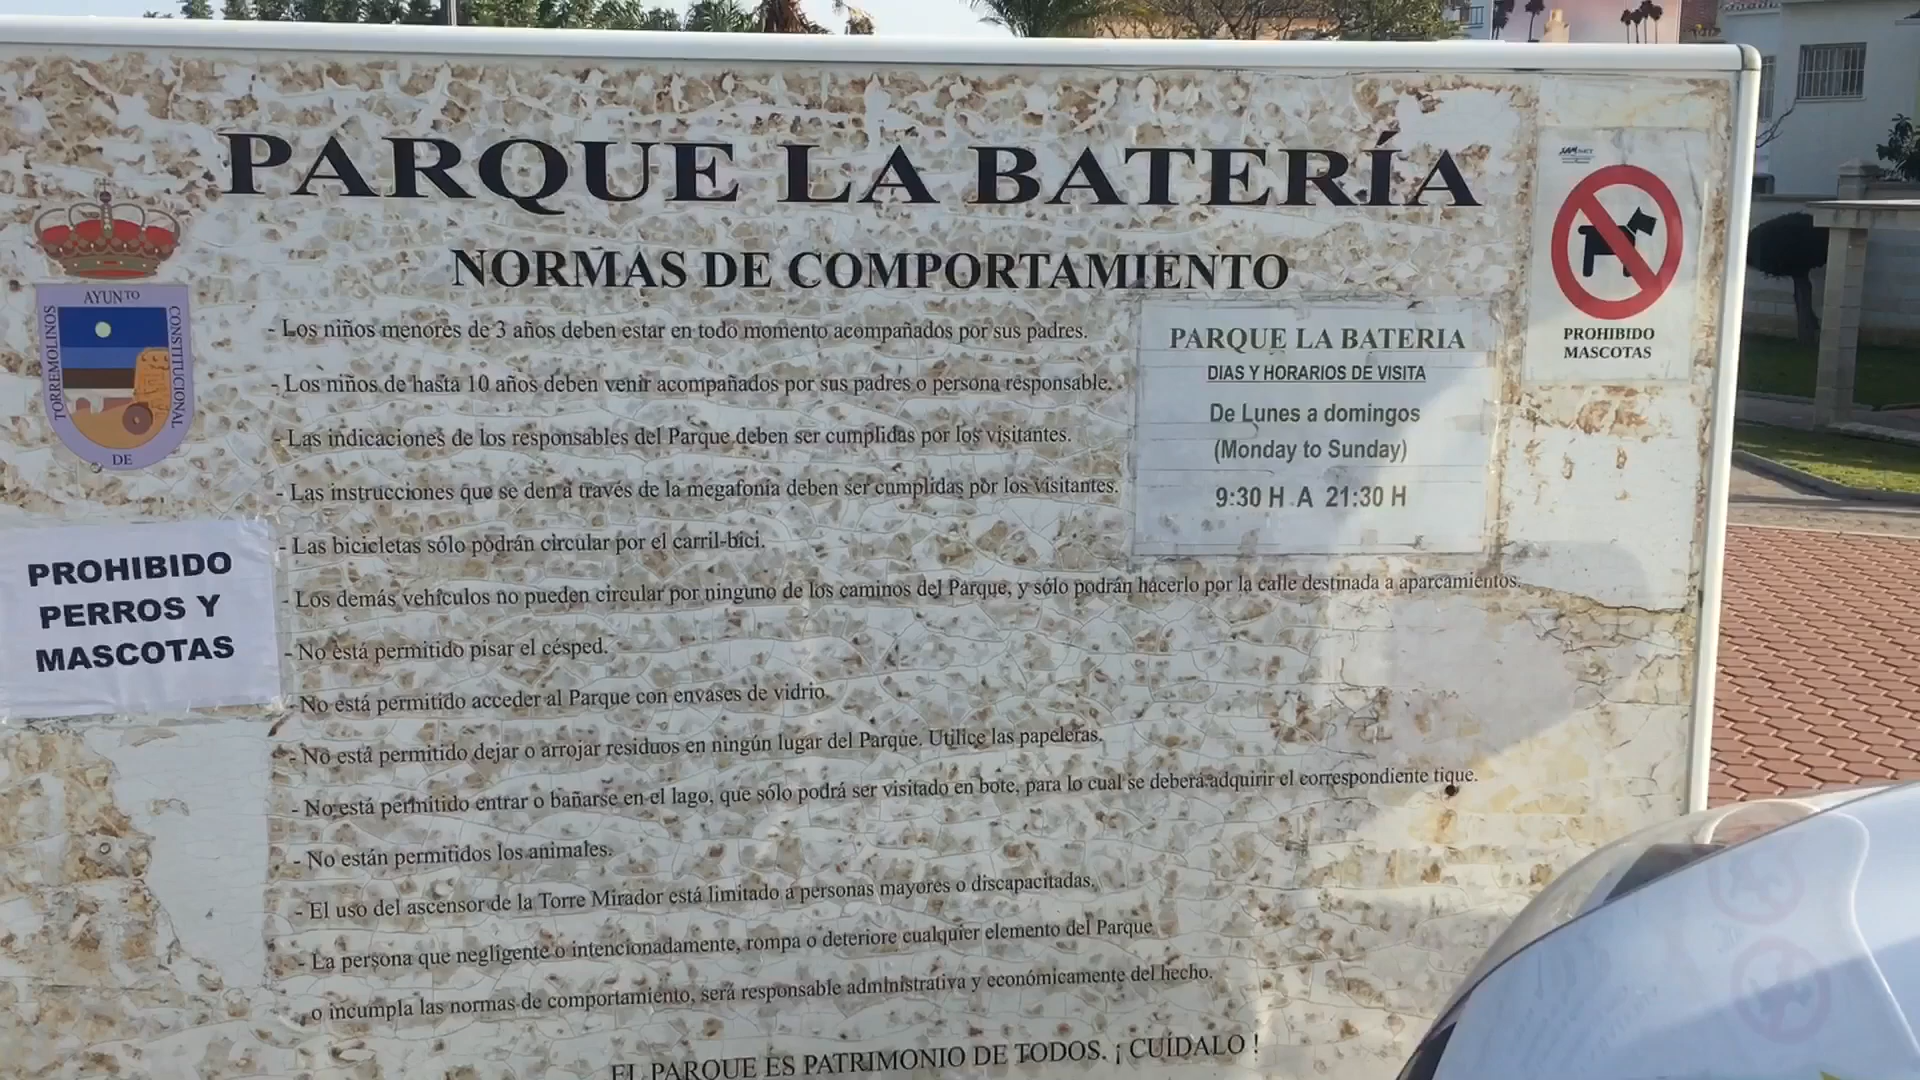 PARQUE LA BATERÍA
NORMAS DE COMPORTAMIENTO
AYUNTO
CONSTITUCIONAL
DE
TORREMOLINOS
- Los niños menores de 3 años deben estar en todo momento acompañados por sus padres.
- Los niños de hasta 10 años deben venir acompañados por sus padres o persona responsable.
- Las indicaciones de los responsables del Parque deben ser cumplidas por los visitantes.
- Las instrucciones que se den a través de la megafonía deben ser cumplidas por los visitantes.
- Las bicicletas sólo podrán circular por el carril-bici.
- Los demás vehículos no pueden circular por ninguno de los caminos del Parque, y sólo podrán hacerlo por la calle destinada a aparcamientos.
- No está permitido pisar el césped.
- No está permitido acceder al Parque con envases de vidrio.
- No está permitido dejar o arrojar residuos en ningún lugar del Parque. Utilice las papeleras.
- No está permitido entrar o bañarse en el lago, que sólo podrá ser visitado en bote, para lo cual se deberá adquirir el correspondiente tique.
- No están permitidos los animales.
- El uso del ascensor de la Torre Mirador está limitado a personas mayores o discapacitadas.
- La persona que negligente o intencionadamente, rompa o deteriore cualquier elemento del Parque
o incumpla las normas de comportamiento, será responsable administrativa y económicamente del hecho.
EL PARQUE ES PATRIMONIO DE TODOS. ¡ CUÍDALO !
PARQUE LA BATERIA
DIAS Y HORARIOS DE VISITA
De Lunes a domingos
(Monday to Sunday)
9:30 H A 21:30 H
PROHIBIDO
MASCOTAS
PROHIBIDO
PERROS Y
MASCOTAS